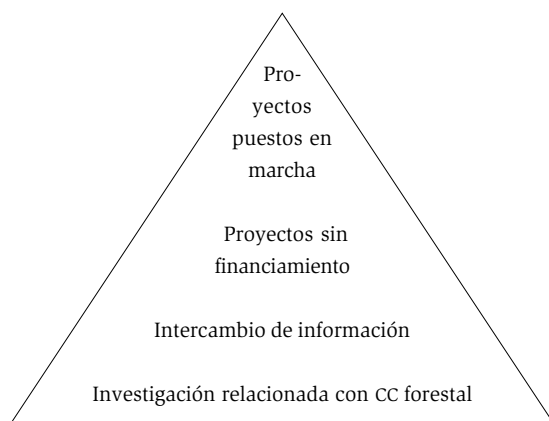 Pro-
yectos
puestos en
marcha
Proyectos sin
financiamiento
Intercambio de información
Investigación relacionada con CC forestal